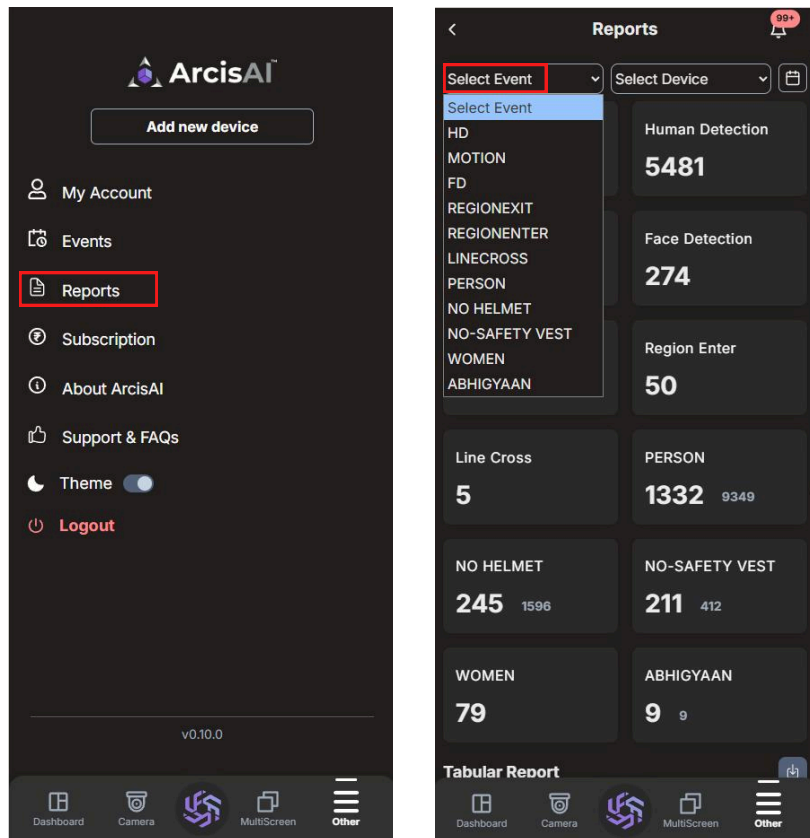 ArcisAI™
Add new device
My Account
Events
Reports
Subscription
About ArcisAI
Support & FAQs
Theme
Logout
v0.10.0
Dashboard
Camera
MultiScreen
Other
Reports
99+
Select Event
Select Device
Select Event
HD
MOTION
FD
REGIONEXIT
REGIONENTER
LINECROSS
PERSON
NO HELMET
NO-SAFETY VEST
WOMEN
ABHIGYAAN
Human Detection
5481
Face Detection
274
Region Enter
50
Line Cross
5
PERSON
1332 9349
NO HELMET
245 1596
NO-SAFETY VEST
211 412
WOMEN
79
ABHIGYAAN
9 9
Tabular Report
Dashboard
Camera
MultiScreen
Other